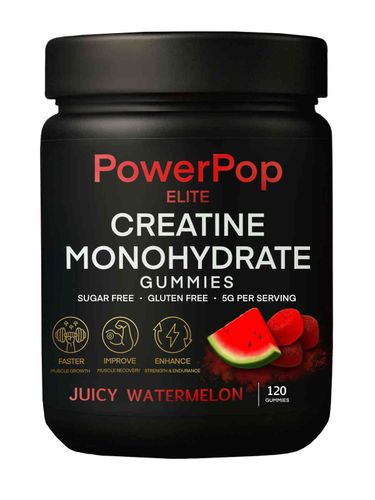 PowerPop
ELITE
CREATINE
MONOHYDRATE
GUMMIES
SUGAR FREE • GLUTEN FREE • 5G PER SERVING
FASTER
MUSCLE GROWTH
IMPROVE
MUSCLE RECOVERY
ENHANCE
STRENGTH & ENDURANCE
JUICY WATERMELON
120
GUMMIES